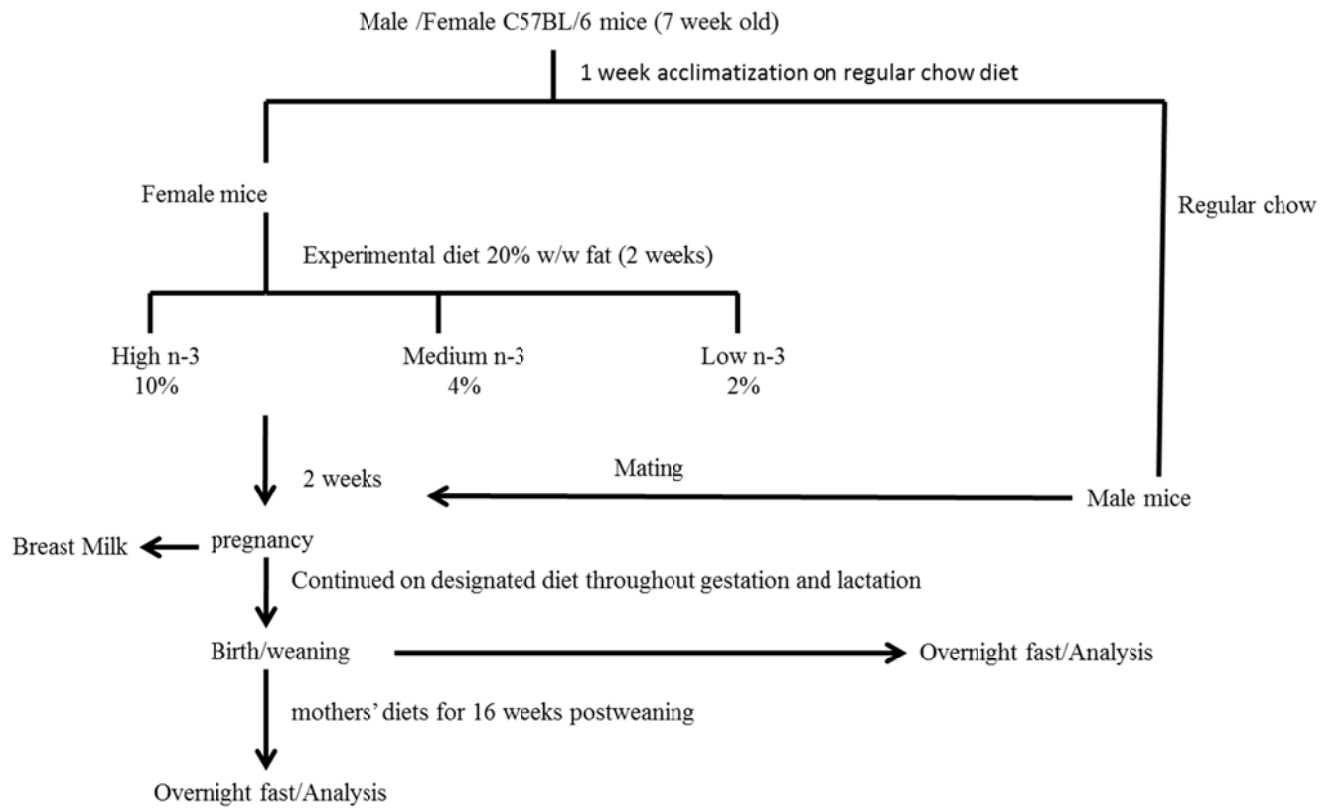 Male /Female C57BL/6 mice (7 week old)
1 week acclimatization on regular chow diet
Female mice
Regular chow
Experimental diet 20% w/w fat (2 weeks)
High n-3
10%
Medium n-3
4%
Low n-3
2%
2 weeks
Mating
Male mice
Breast Milk
pregnancy
Continued on designated diet throughout gestation and lactation
Birth/weaning
Overnight fast/Analysis
mothers' diets for 16 weeks postweaning
Overnight fast/Analysis